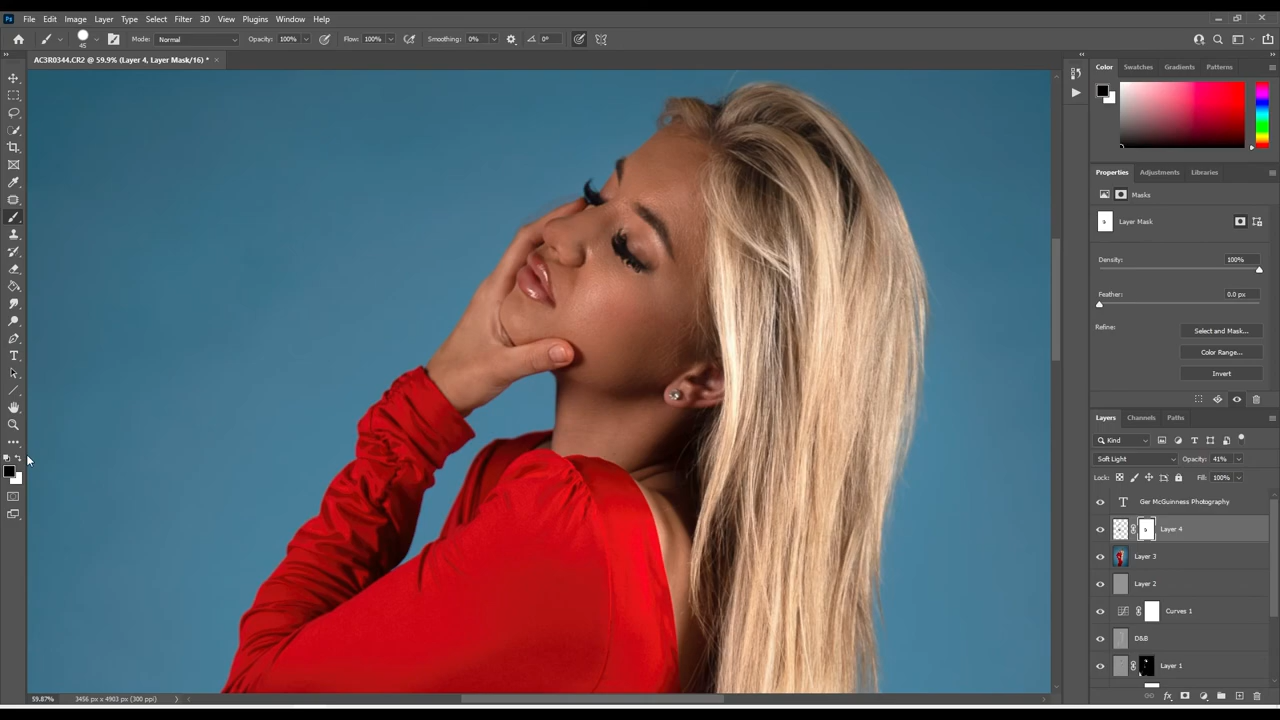 Ps File Edit Image Layer Type Select Filter 3D View Plugins Window Help
45 Mode: Normal Opacity: 100% Flow: 100% Smoothing: 0% 0°
AC3R0344.CR2 @ 59.9% (Layer 4, Layer Mask/16) * ×
Color Swatches Gradients Patterns
Properties Adjustments Libraries
Masks
Layer Mask
Density: 100%
Feather: 0.0 px
Refine: Select and Mask...
Color Range...
Invert
Layers Channels Paths
Kind
Soft Light Opacity: 41%
Lock: Fill: 100%
T Ger McGuinness Photography
Layer 4
Layer 3
Layer 2
Curves 1
D&B
Layer 1
59.87% 3456 px x 4903 px (300 ppi)